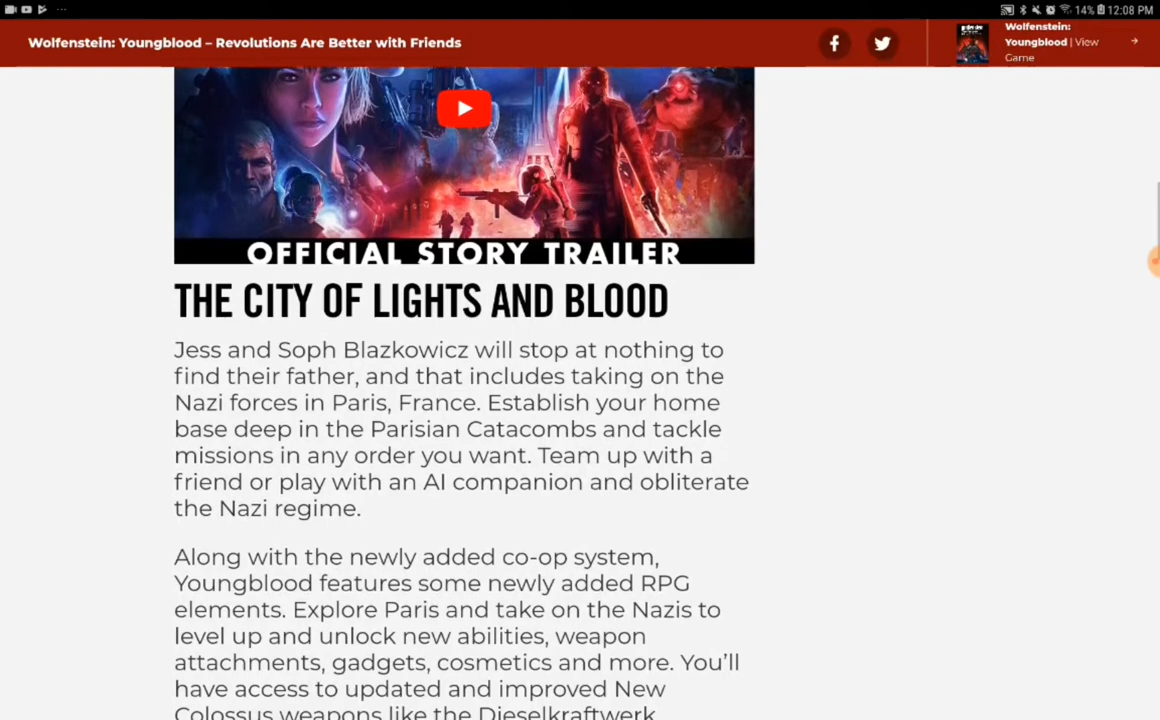 14% 12:08 PM
Wolfenstein: Youngblood – Revolutions Are Better with Friends
Wolfenstein:
Youngblood | View
Game
OFFICIAL STORY TRAILER
THE CITY OF LIGHTS AND BLOOD
Jess and Soph Blazkowicz will stop at nothing to
find their father, and that includes taking on the
Nazi forces in Paris, France. Establish your home
base deep in the Parisian Catacombs and tackle
missions in any order you want. Team up with a
friend or play with an AI companion and obliterate
the Nazi regime.
Along with the newly added co-op system,
Youngblood features some newly added RPG
elements. Explore Paris and take on the Nazis to
level up and unlock new abilities, weapon
attachments, gadgets, cosmetics and more. You’ll
have access to updated and improved New
Colossus weapons like the Dieselkraftwerk